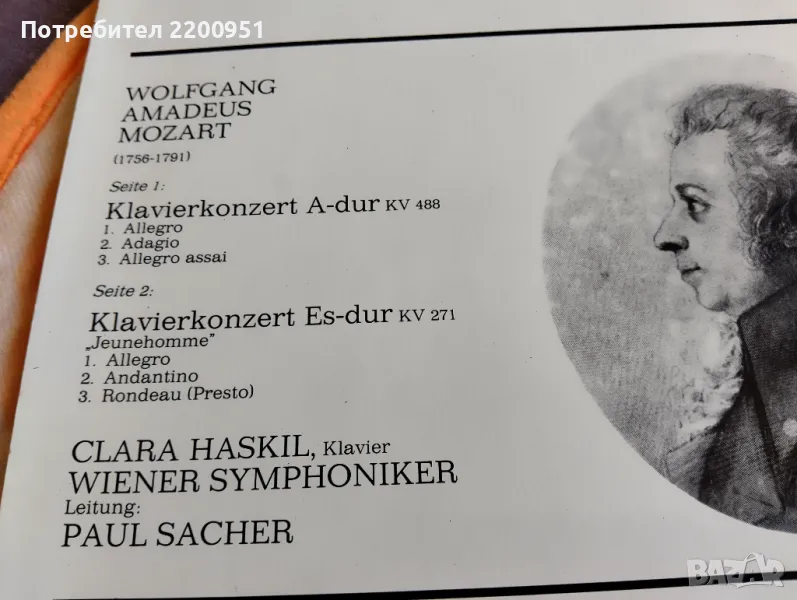 Потребител 2200951
WOLFGANG
AMADEUS
MOZART
(1756-1791)
Seite 1:
Klavierkonzert A-dur KV 488
1. Allegro
2. Adagio
3. Allegro assai
Seite 2:
Klavierkonzert Es-dur KV 271
„Jeunehomme"
1. Allegro
2. Andantino
3. Rondeau (Presto)
CLARA HASKIL, Klavier
WIENER SYMPHONIKER
Leitung:
PAUL SACHER
BAZAR